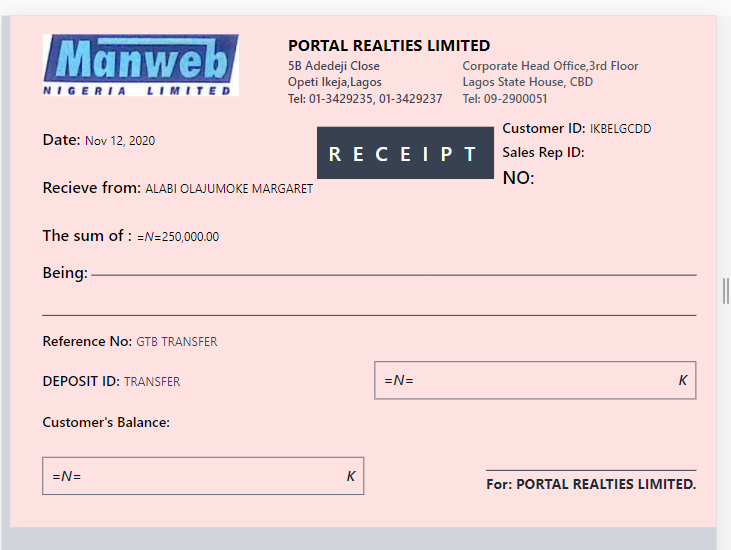 Manweb
NIGERIA LIMITED
PORTAL REALTIES LIMITED
5B Adedeji Close
Opeti Ikeja,Lagos
Tel: 01-3429235, 01-3429237
Corporate Head Office,3rd Floor
Lagos State House, CBD
Tel: 09-2900051
Date: Nov 12, 2020
RECEIPT
Customer ID: IKBELGCDD
Sales Rep ID:
NO:
Recieve from: ALABI OLAJUMOKE MARGARET
The sum of : =N=250,000.00
Being:
Reference No: GTB TRANSFER
DEPOSIT ID: TRANSFER
=N= K
Customer's Balance:
=N= K
For: PORTAL REALTIES LIMITED.